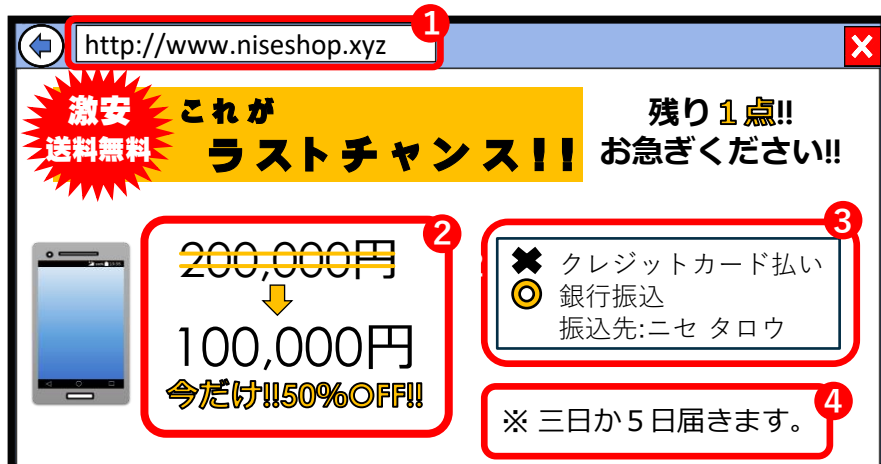 1
http://www.niseshop.xyz
激安
送料無料
これが
ラストチャンス!!
残り1点!!
お急ぎください!!
2
200,000円
100,000円
今だけ!!50%OFF!!
3
✖ クレジットカード払い
◎ 銀行振込
振込先:ニセ タロウ
4
※ 三日か5日届きます。